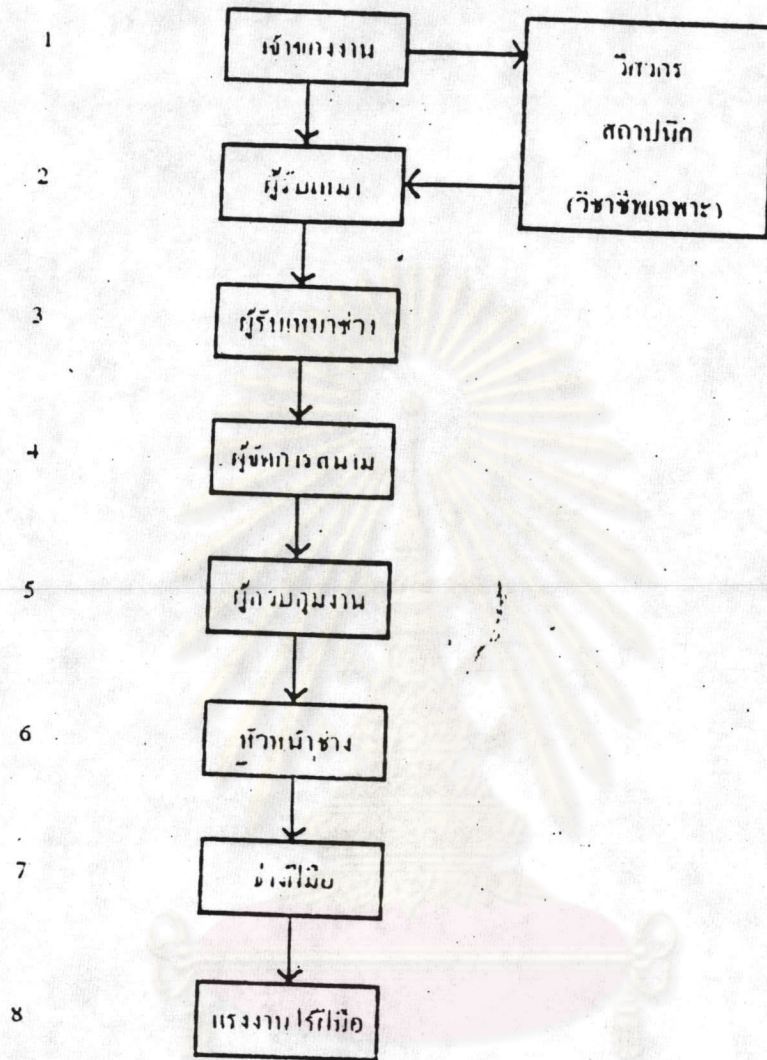 1
เจ้าของงาน
วิศวกร
สถาปนิค
(วิชาชีพเฉพาะ)
2
ผู้รับเหมา
3
ผู้รับเหมาช่วง
4
ผู้จัดการสนาม
5
ผู้ควบคุมงาน
6
หัวหน้าช่าง
7
ช่างฝีมือ
8
แรงงานไร้ฝีมือ